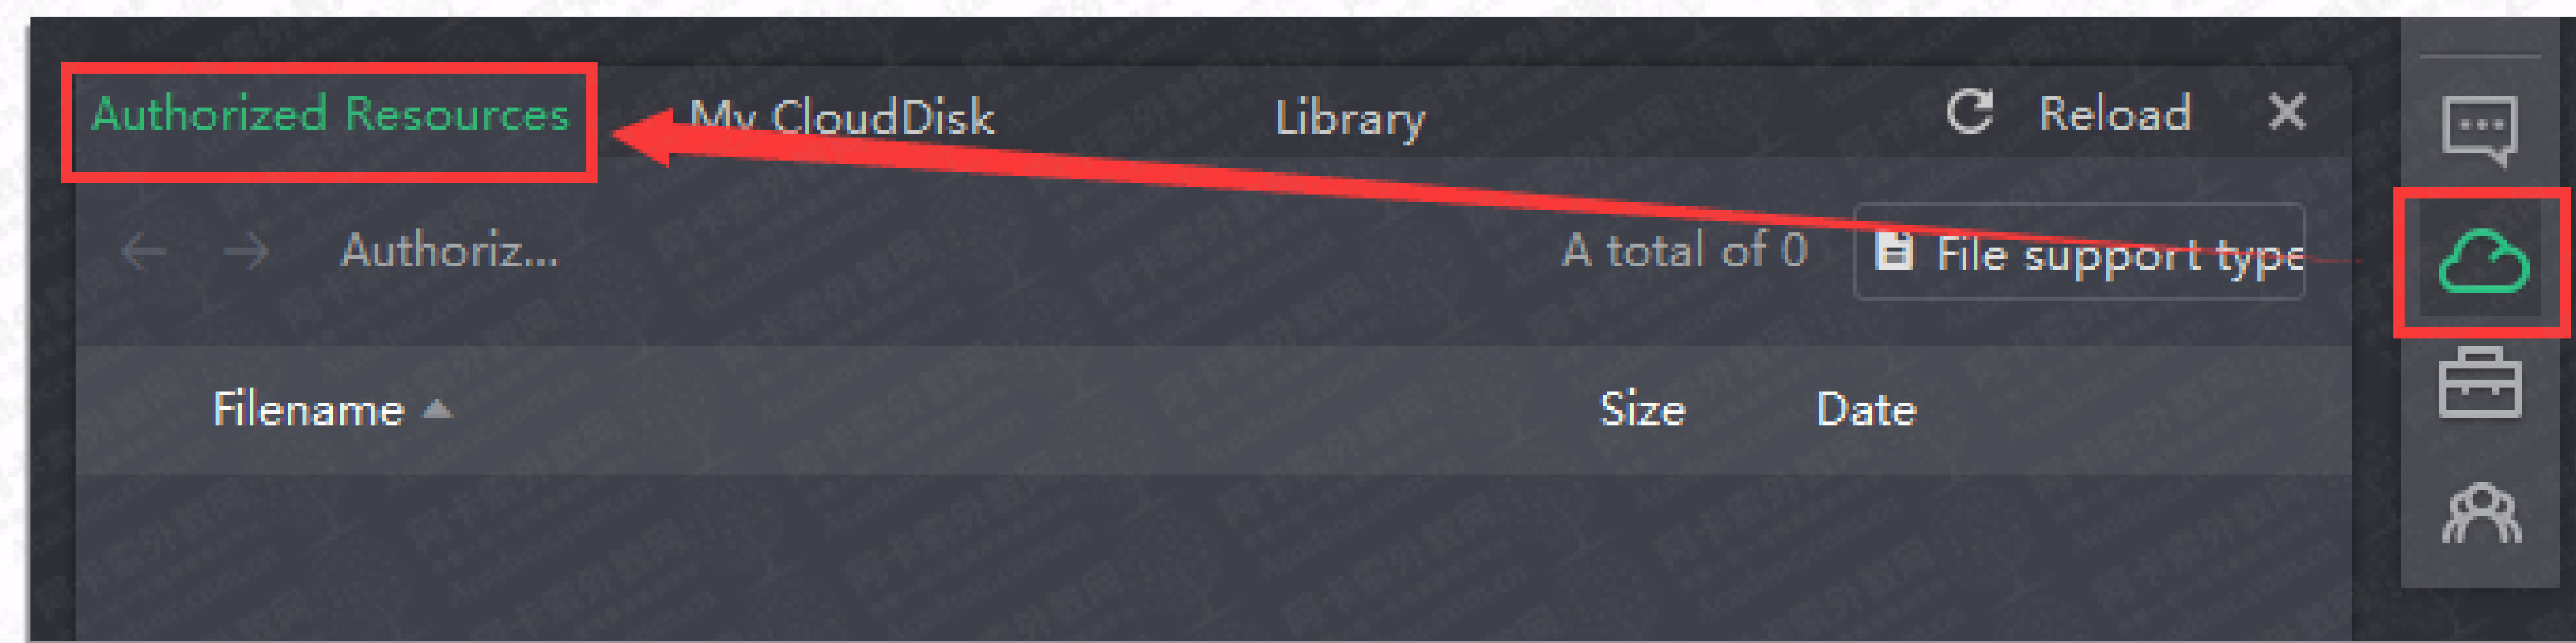 Authorized Resources My CloudDisk Library Reload
Authoriz... A total of 0 File support type
Filename Size Date